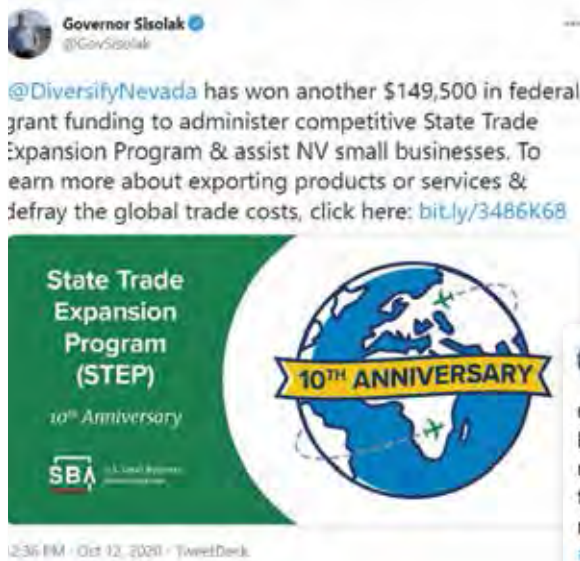 Governor Sisolak
@GovSisolak
@DiversifyNevada has won another $149,500 in federal
grant funding to administer competitive State Trade
Expansion Program & assist NV small businesses. To
earn more about exporting products or services &
defray the global trade costs, click here: bit.ly/3486K68
State Trade
Expansion
Program
(STEP)
10th Anniversary
SBA
U.S. Small Business
Administration
10TH ANNIVERSARY
2:36 PM · Oct 12, 2020 · TweetDeck